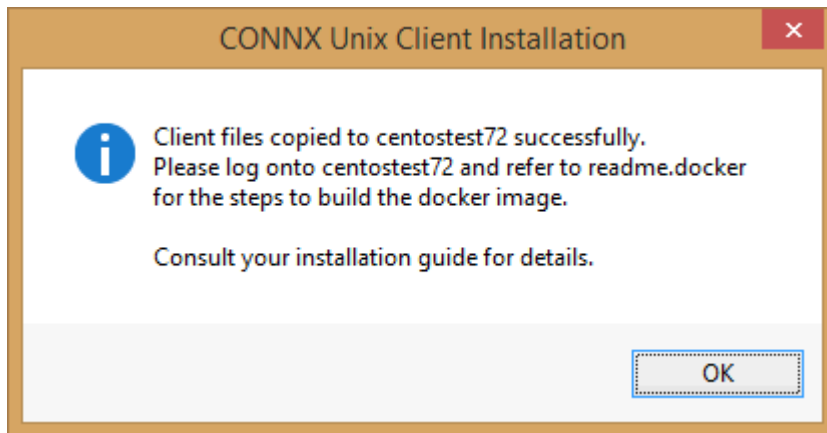 CONNX Unix Client Installation
Client files copied to centostest72 successfully.
Please log onto centostest72 and refer to readme.docker
for the steps to build the docker image.
Consult your installation guide for details.
OK